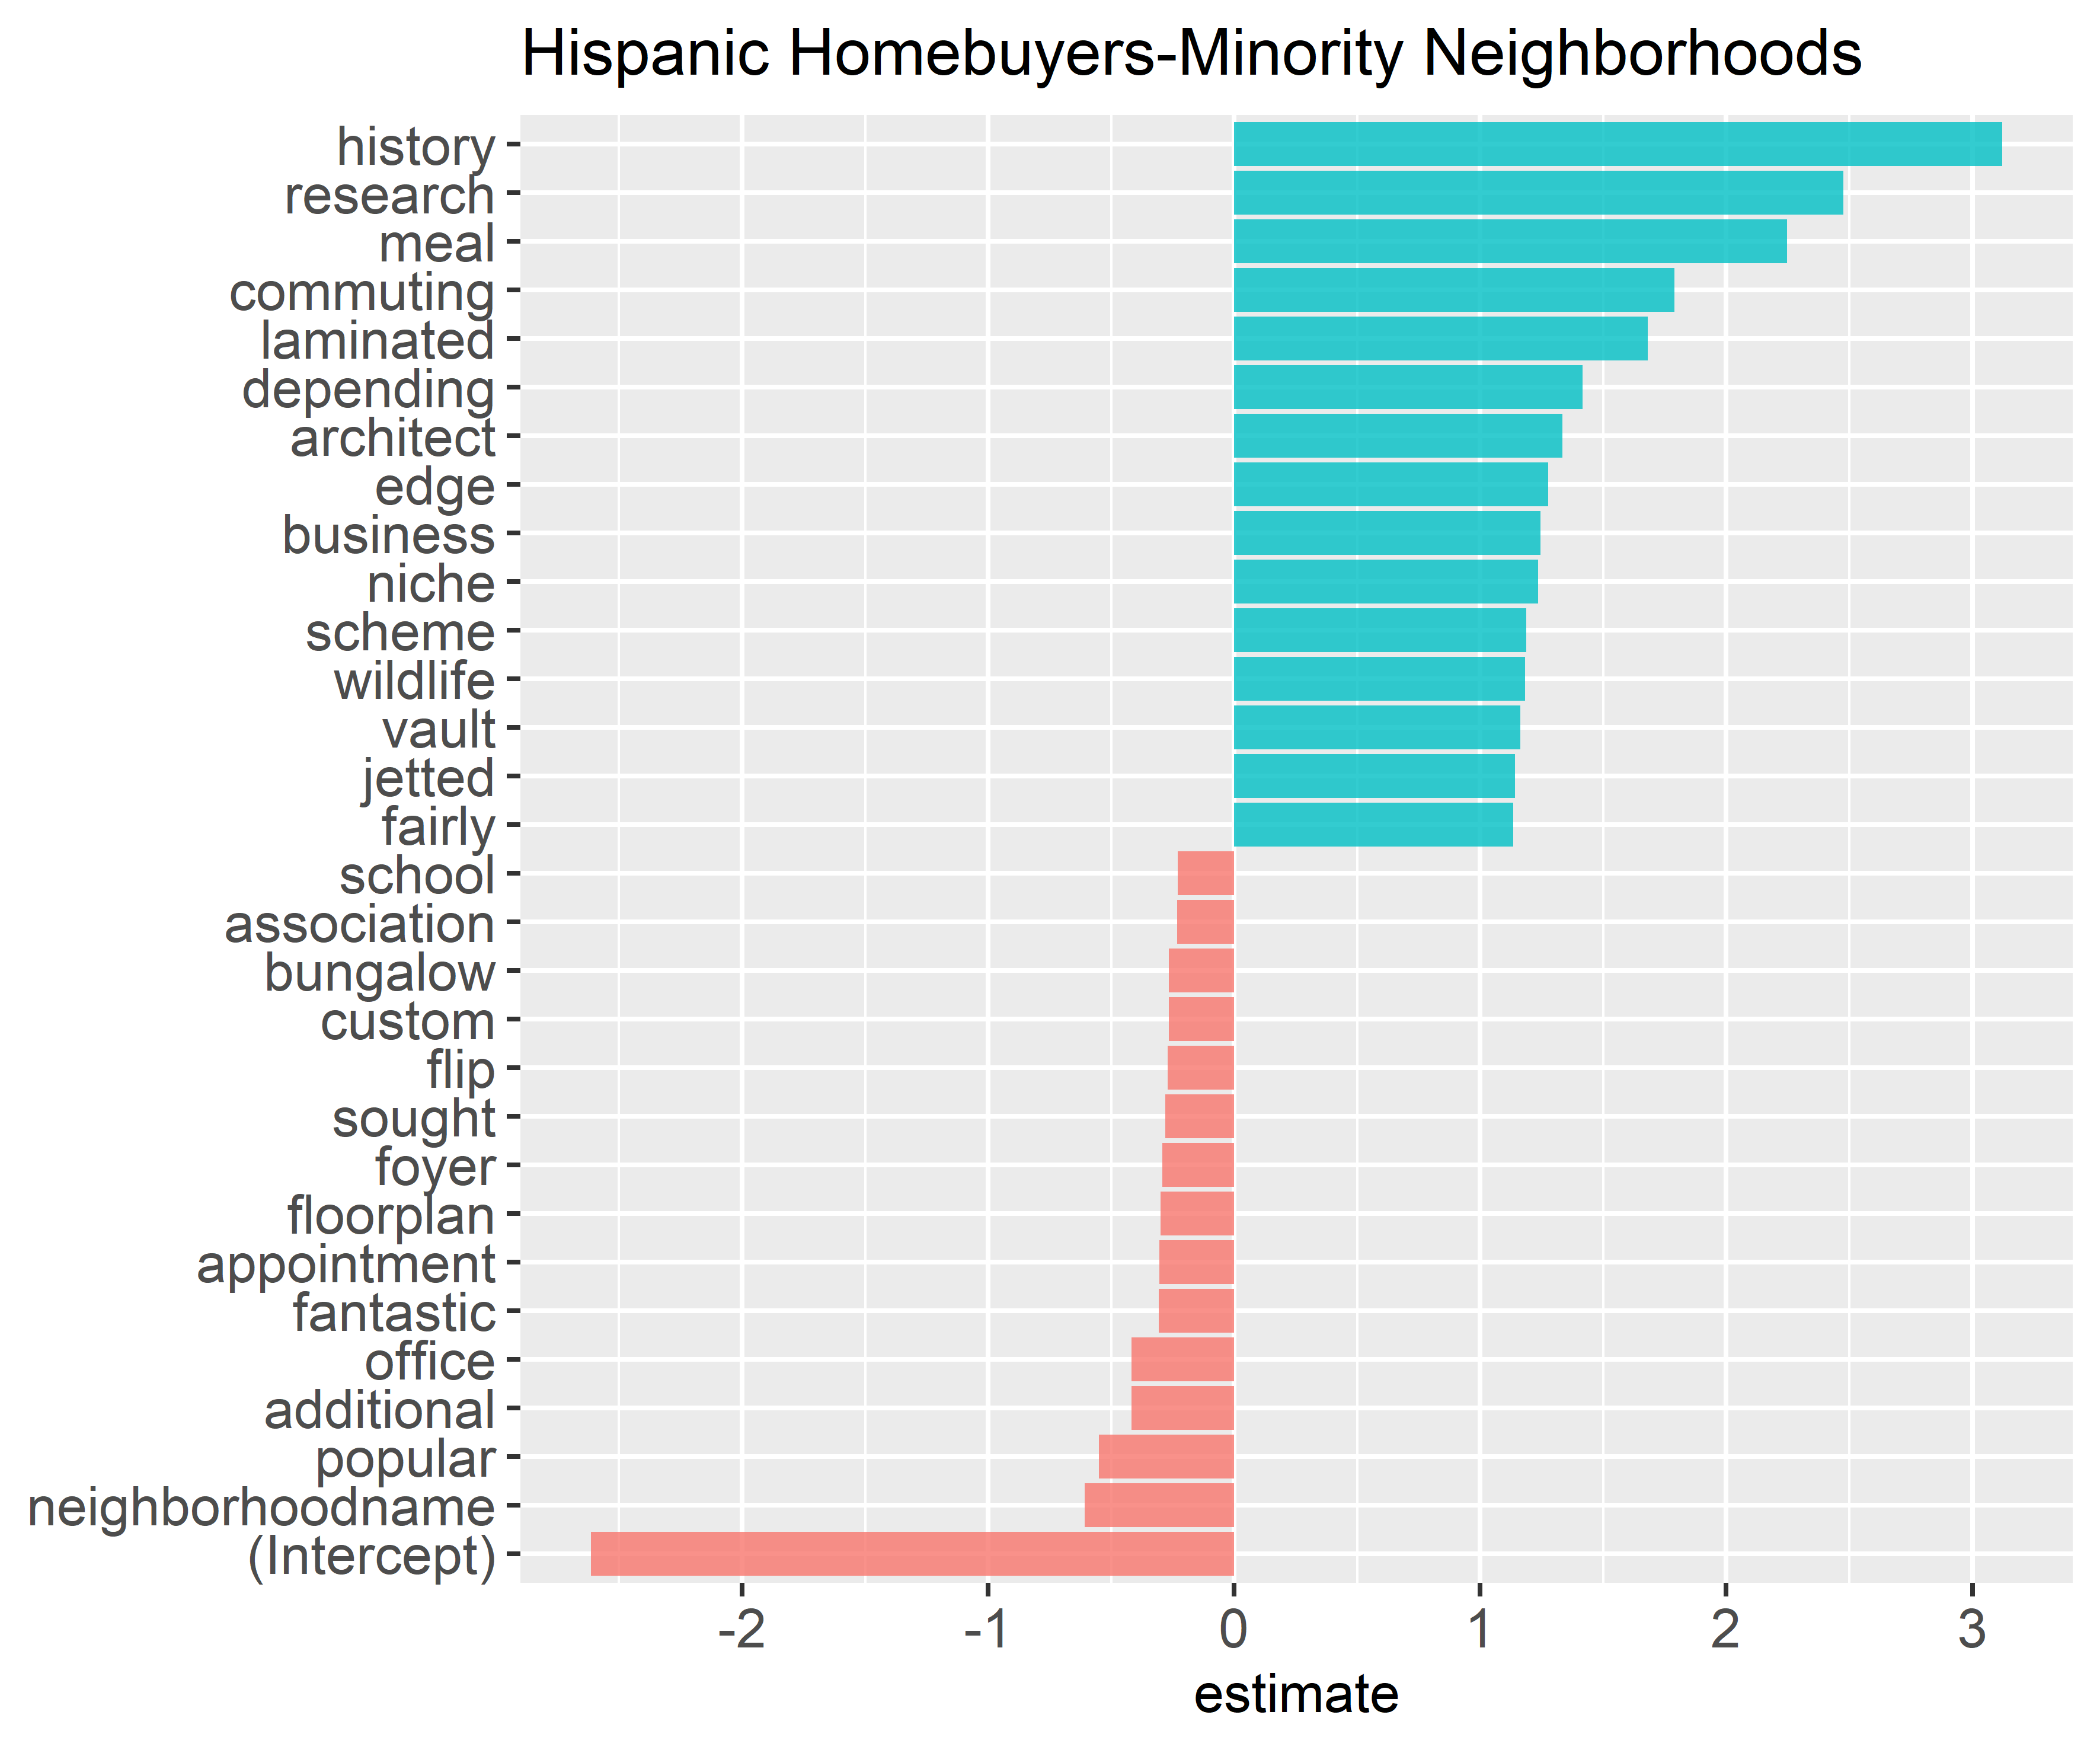 Hispanic Homebuyers-Minority Neighborhoods
history
research
meal
commuting
laminated
depending
architect
edge
business
niche
scheme
wildlife
vault
jetted
fairly
school
association
bungalow
custom
flip
sought
foyer
floorplan
appointment
fantastic
office
additional
popular
neighborhoodname
(Intercept)
-2 -1 0 1 2 3
estimate